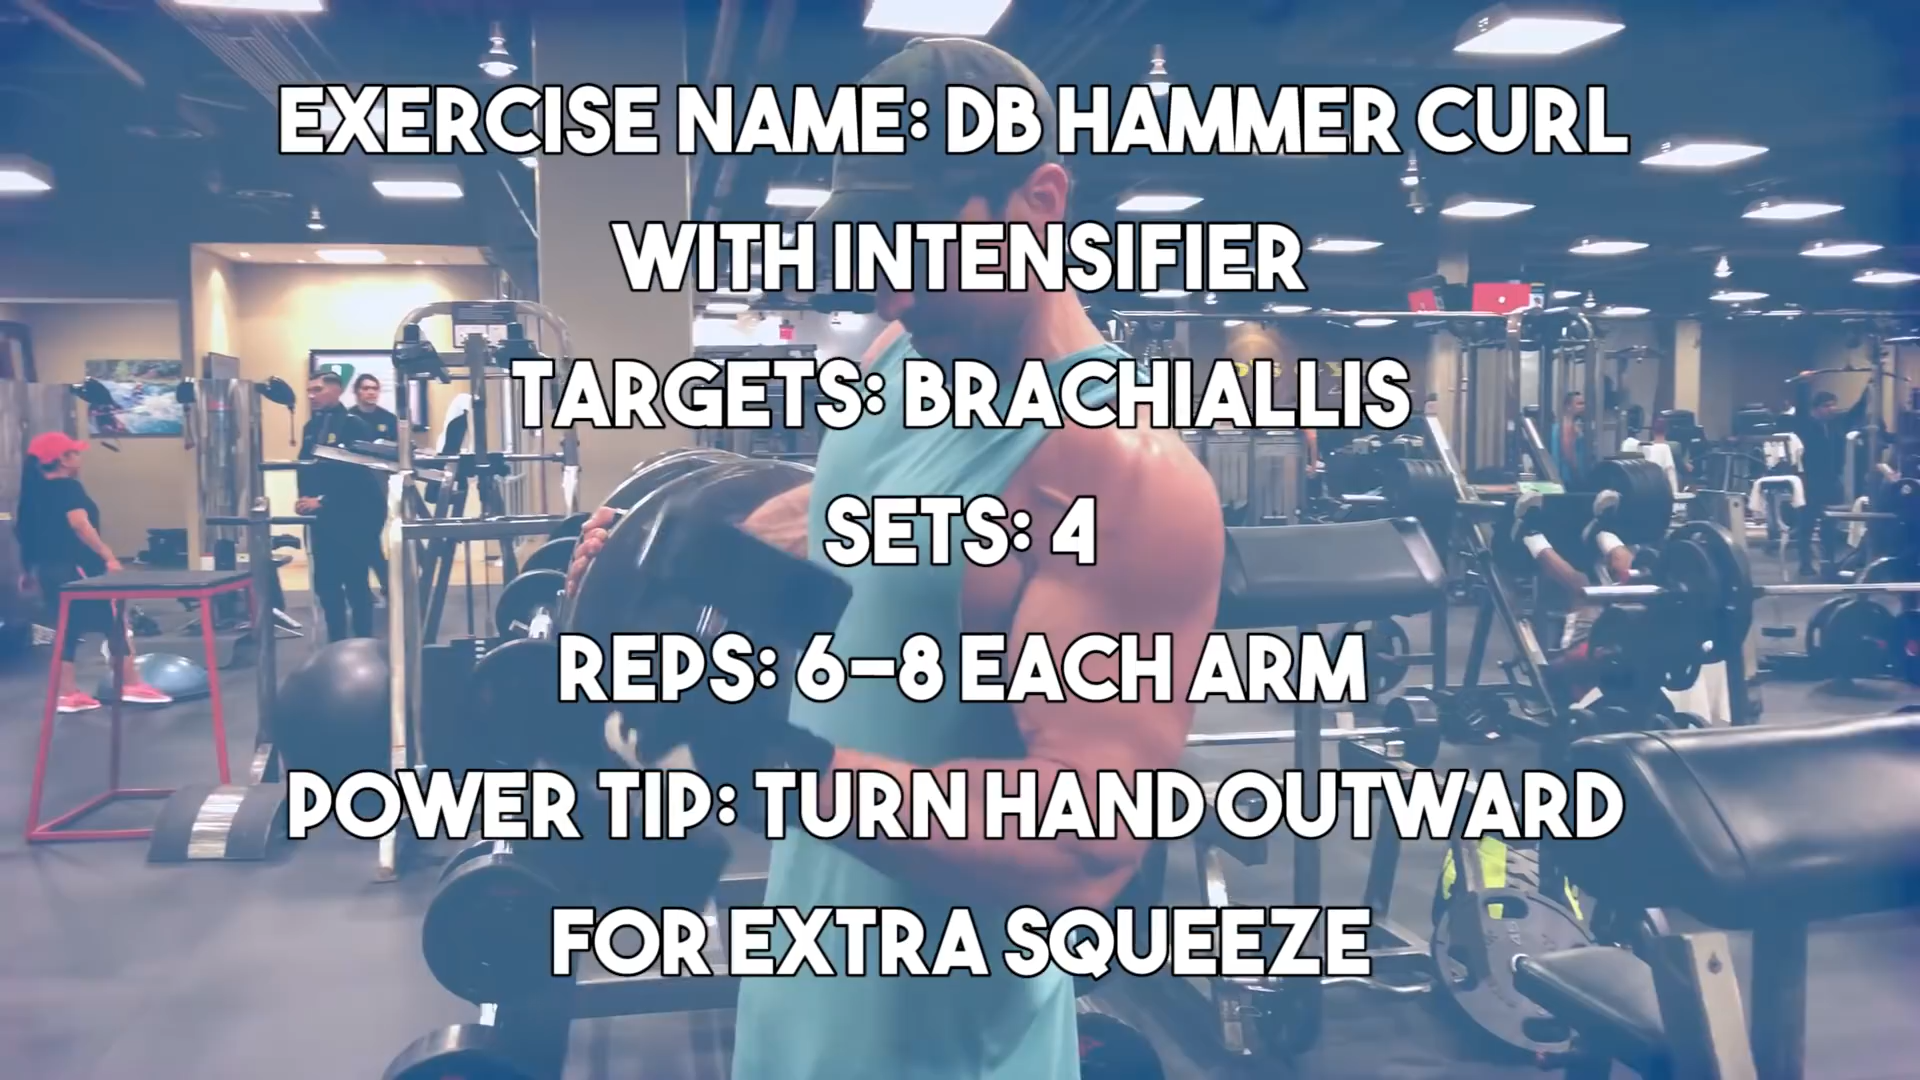 EXERCISE NAME: DB HAMMER CURL
WITH INTENSIFIER
TARGETS: BRACHIALLIS
SETS: 4
REPS: 6-8 EACH ARM
POWER TIP: TURN HAND OUTWARD
FOR EXTRA SQUEEZE